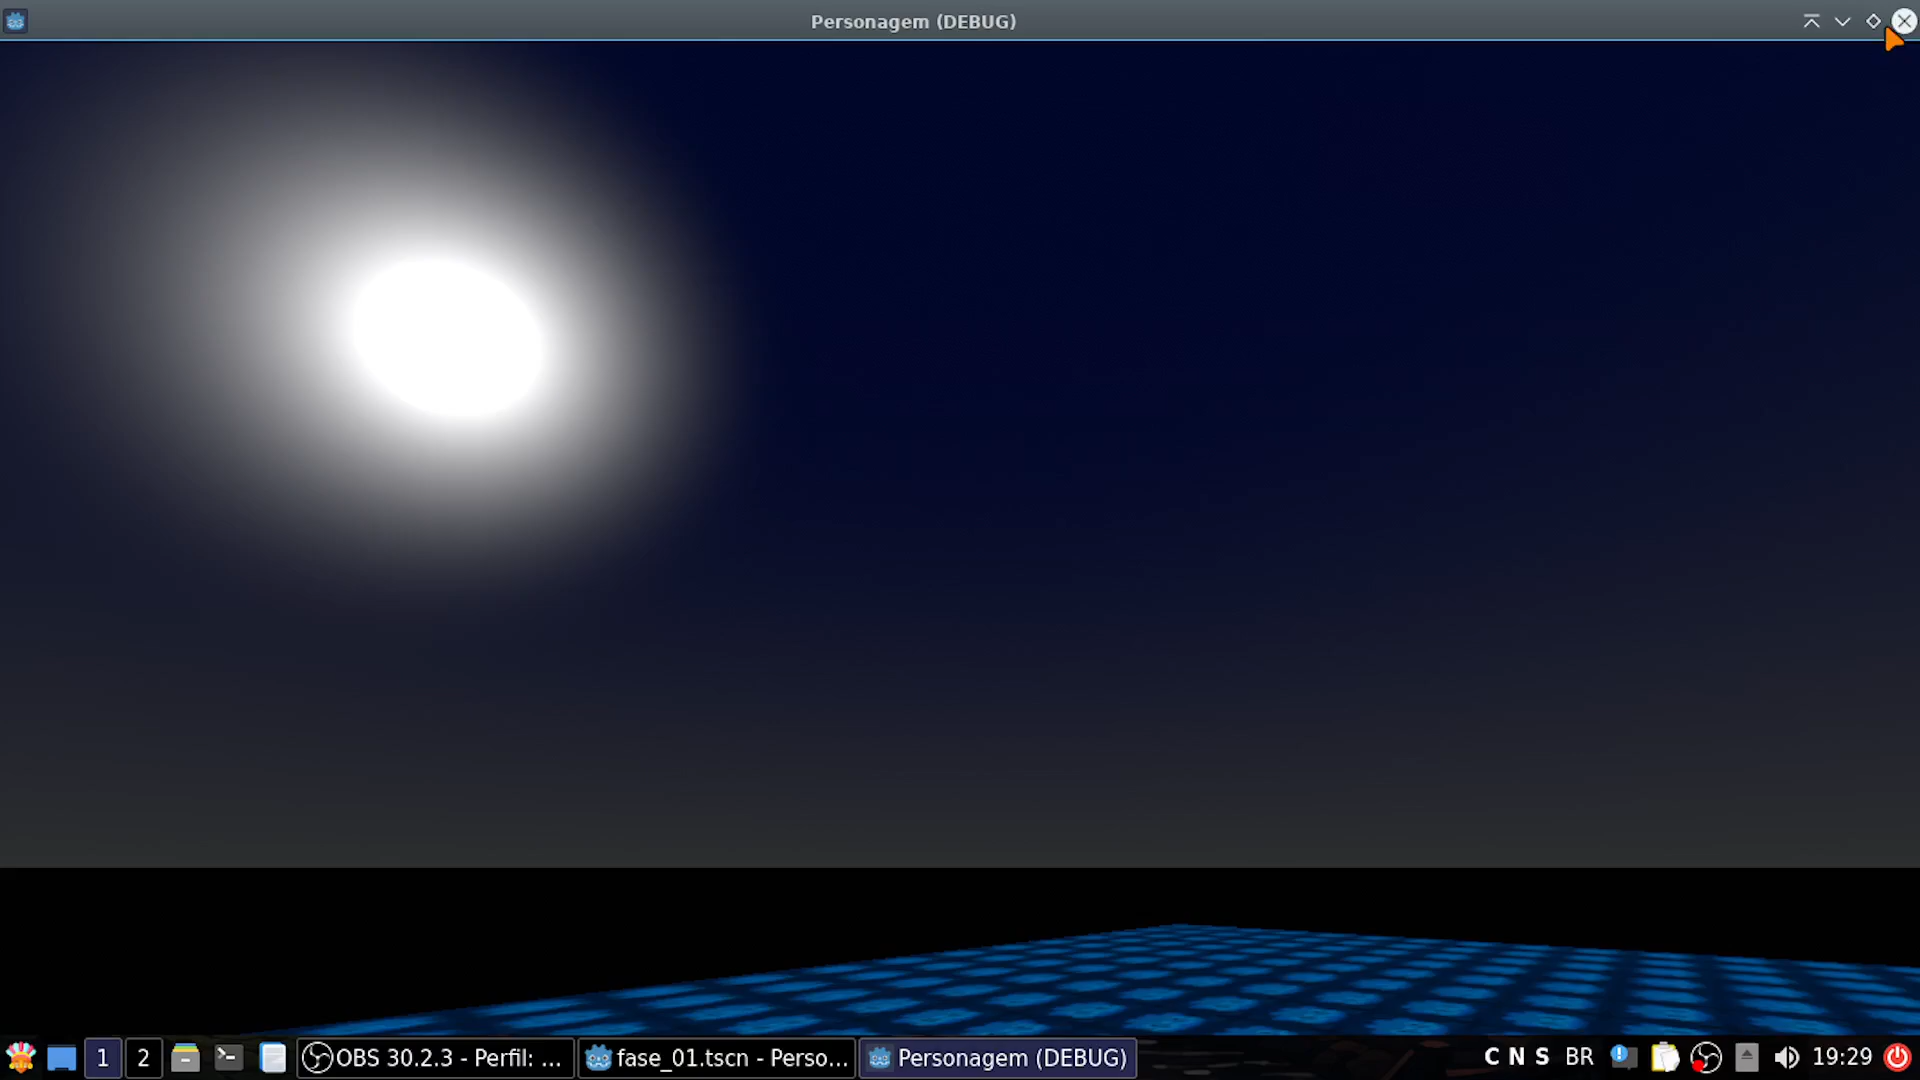 Personagem (DEBUG)
1
2
OBS 30.2.3 - Perfil: ...
fase_01.tscn - Perso...
Personagem (DEBUG)
C N S
BR
19:29